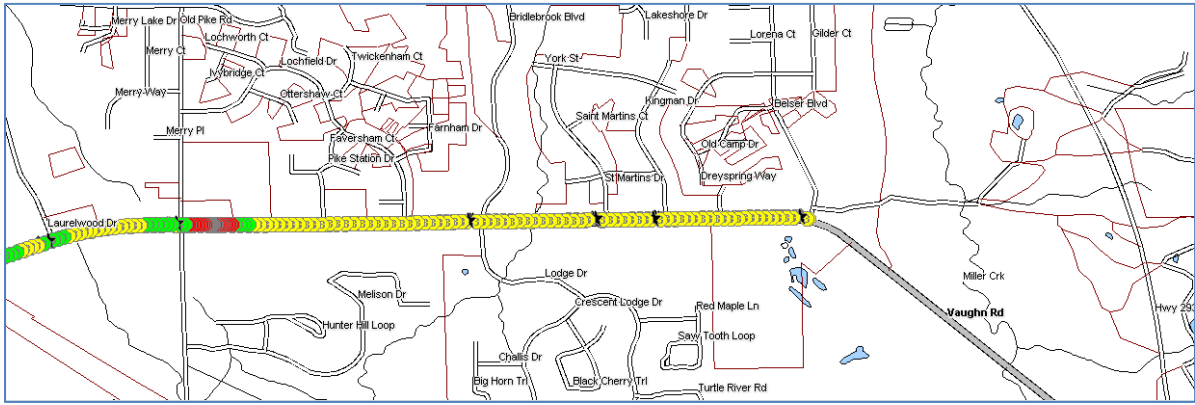 Merry Lake Dr
Old Pike Rd
Bridlebrook Blvd
Lakeshore Dr
Lorena Ct
Gilder Ct
Lochworth Ct
Merry Ct
Lochfield Dr
Twickenham Ct
York St
Ivybridge Ct
Merry Way
Ottershaw Ct
Kingman Dr
Belser Blvd
Saint Martins Ct
Merry Pl
Faversham Ct
Farnham Dr
Old Camp Dr
Pike Station Dr
St Martins Dr
Dreyspring Way
Laurelwood Dr
Lodge Dr
Miller Crk
Melison Dr
Crescent Lodge Dr
Red Maple Ln
Vaughn Rd
Hwy 293
Hunter Hill Loop
Saw Tooth Loop
Challis Dr
Big Horn Trl
Black Cherry Trl
Turtle River Rd